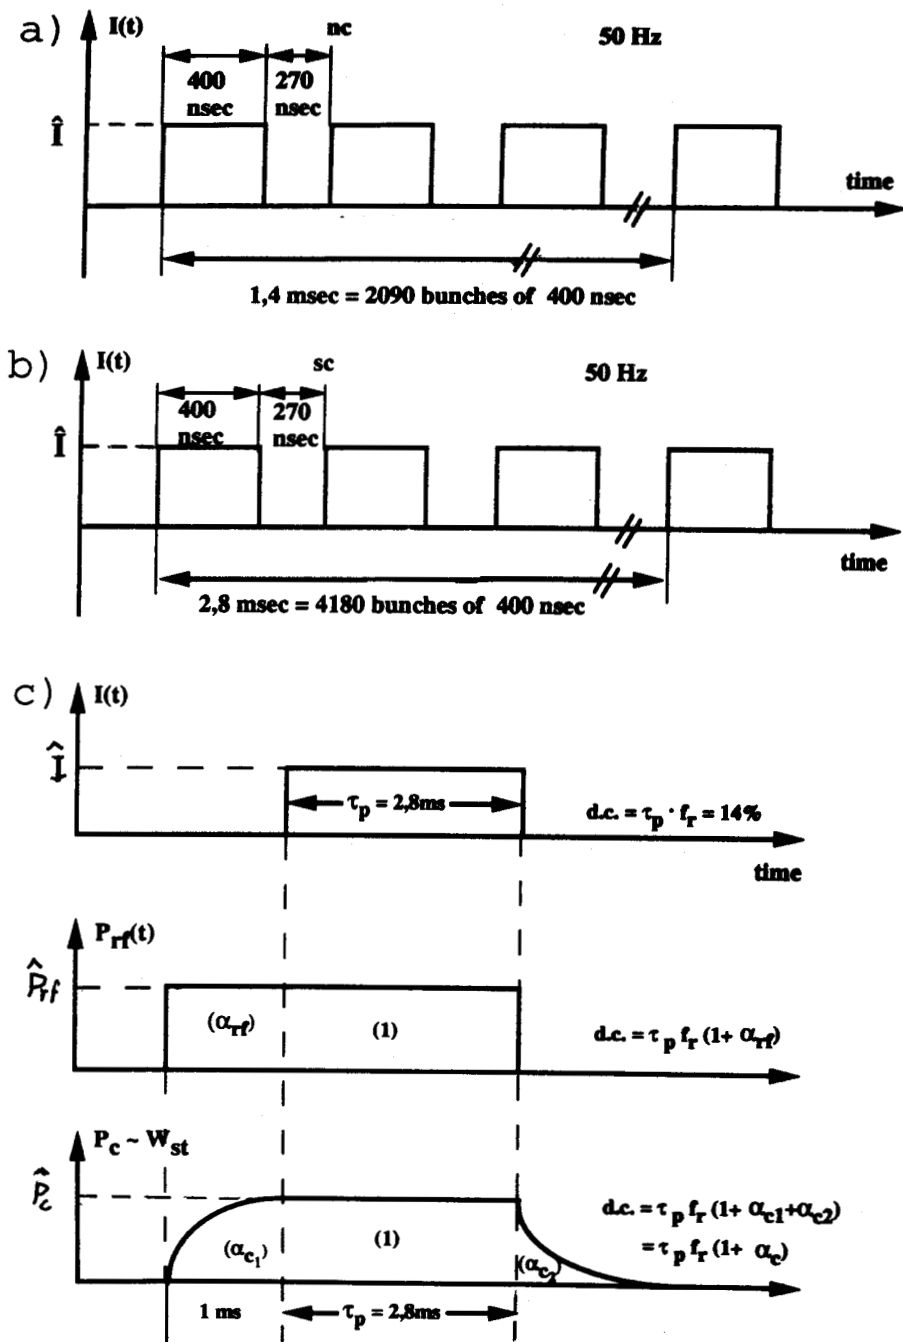 a) I(t) nc 50 Hz
400 nsec 270 nsec
Î
time
1,4 msec = 2090 bunches of 400 nsec
b) I(t) sc 50 Hz
400 nsec 270 nsec
Î
time
2,8 msec = 4180 bunches of 400 nsec
c) I(t)
Î
τp = 2,8ms
d.c. = τp · fr = 14%
time
Prf(t)
P̂rf
(αrf) (1)
d.c. = τp fr (1+ αrf)
Pc ~ Wst
P̂c
(αc1) (1) (αc2)
d.c. = τp fr (1+ αc1+αc2)
= τp fr (1+ αc)
1 ms τp = 2,8ms